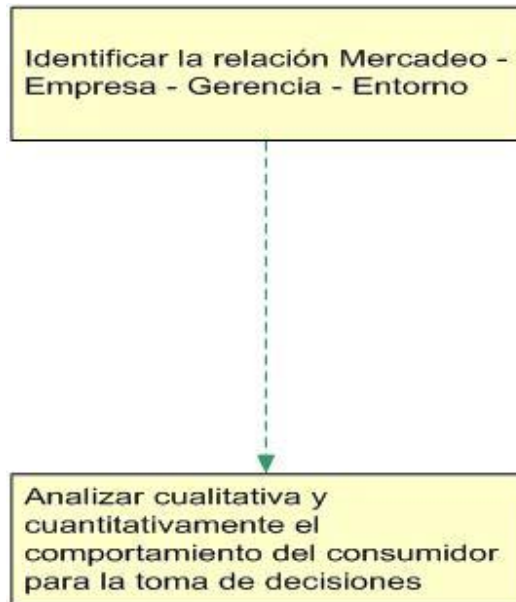 Identificar la relación Mercadeo -
Empresa - Gerencia - Entorno
Analizar cualitativa y
cuantitativamente el
comportamiento del consumidor
para la toma de decisiones